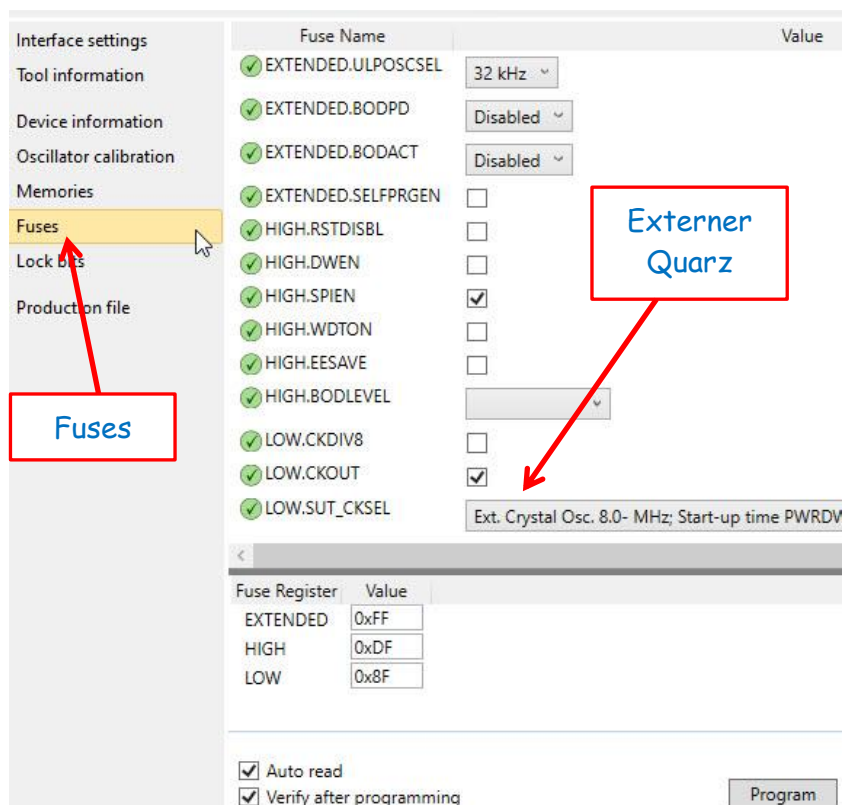 Interface settings
Tool information
Device information
Oscillator calibration
Memories
Fuses
Lock bits
Production file
Fuses
Fuse Name Value
EXTENDED.ULPOSCSEL 32 kHz
EXTENDED.BODPD Disabled
EXTENDED.BODACT Disabled
EXTENDED.SELFPRGEN
HIGH.RSTDISBL
HIGH.DWEN
HIGH.SPIEN
HIGH.WDTON
HIGH.EESAVE
HIGH.BODLEVEL
LOW.CKDIV8
LOW.CKOUT
LOW.SUT_CKSEL Ext. Crystal Osc. 8.0- MHz; Start-up time PWRDW
Externer
Quarz
Fuse Register Value
EXTENDED 0xFF
HIGH 0xDF
LOW 0x8F
Auto read
Verify after programming
Program